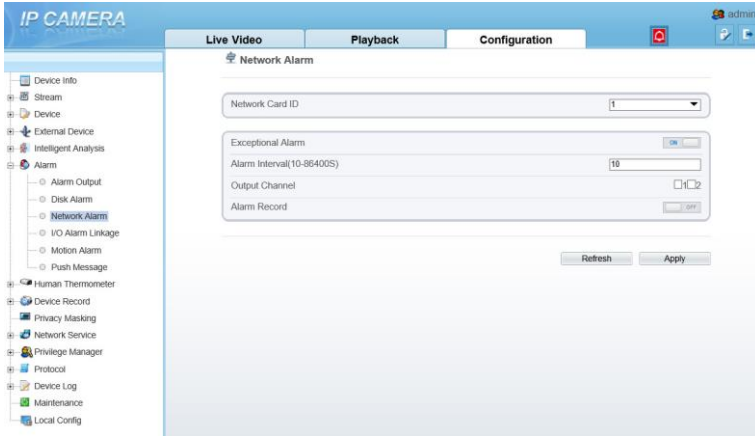 IP CAMERA
admin
Live Video Playback Configuration
Network Alarm
Device Info
Stream
Device
External Device
Intelligent Analysis
Alarm
Alarm Output
Disk Alarm
Network Alarm
I/O Alarm Linkage
Motion Alarm
Push Message
Human Thermometer
Device Record
Privacy Masking
Network Service
Privilege Manager
Protocol
Device Log
Maintenance
Local Config
Network Card ID 1
Exceptional Alarm ON
Alarm Interval(10-86400S) 10
Output Channel 1 2
Alarm Record OFF
Refresh Apply